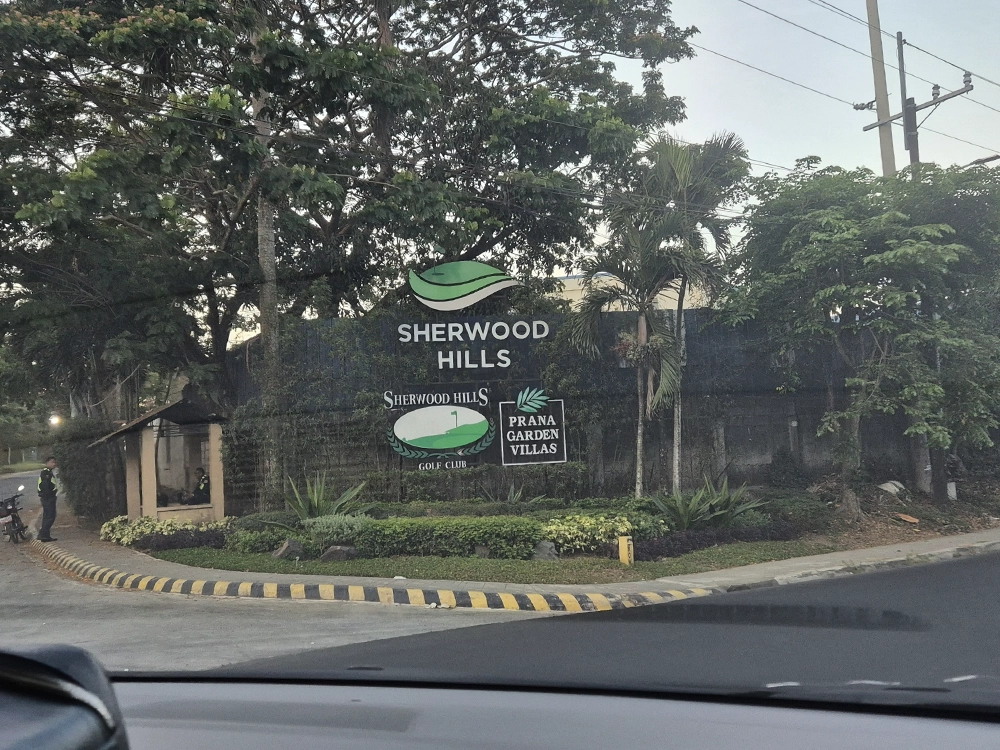 SHERWOOD
HILLS
SHERWOOD HILLS
GOLF CLUB
PRANA
GARDEN
VILLAS